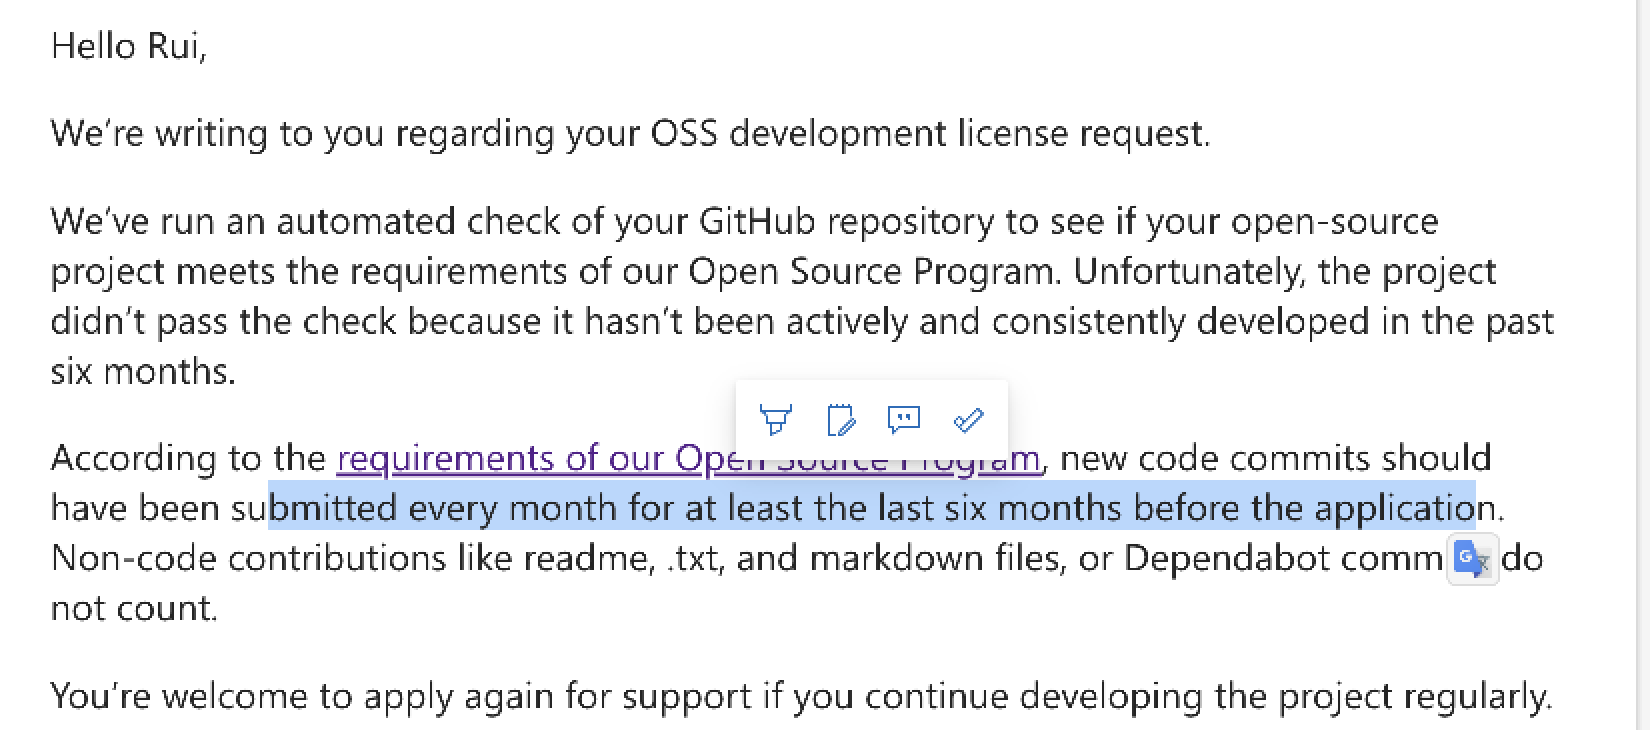 Hello Rui,
We’re writing to you regarding your OSS development license request.
We’ve run an automated check of your GitHub repository to see if your open-source
project meets the requirements of our Open Source Program. Unfortunately, the project
didn’t pass the check because it hasn’t been actively and consistently developed in the past
six months.
According to the requirements of our Open Source Program, new code commits should
have been submitted every month for at least the last six months before the application.
Non-code contributions like readme, .txt, and markdown files, or Dependabot comm do
not count.
You’re welcome to apply again for support if you continue developing the project regularly.